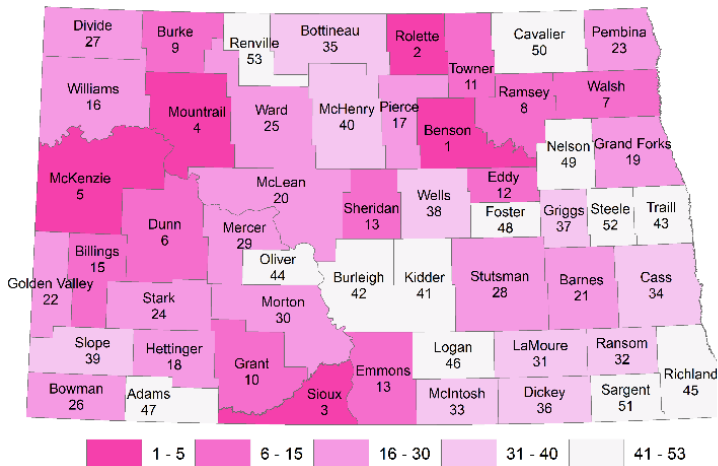 Divide
27
Burke
9
Renville
53
Bottineau
35
Rolette
2
Towner
11
Cavalier
50
Pembina
23
Williams
16
Mountrail
4
Ward
25
McHenry
40
Pierce
17
Benson
1
Ramsey
8
Walsh
7
Nelson
49
Grand Forks
19
McKenzie
5
Dunn
6
McLean
20
Mercer
29
Oliver
44
Sheridan
13
Wells
38
Eddy
12
Foster
48
Griggs
37
Steele
52
Traill
43
Golden Valley
22
Billings
15
Stark
24
Morton
30
Burleigh
42
Kidder
41
Stutsman
28
Barnes
21
Cass
34
Slope
39
Hettinger
18
Grant
10
Emmons
13
Logan
46
LaMoure
31
Ransom
32
Richland
45
Bowman
26
Adams
47
Sioux
3
McIntosh
33
Dickey
36
Sargent
51
1 - 5
6 - 15
16 - 30
31 - 40
41 - 53